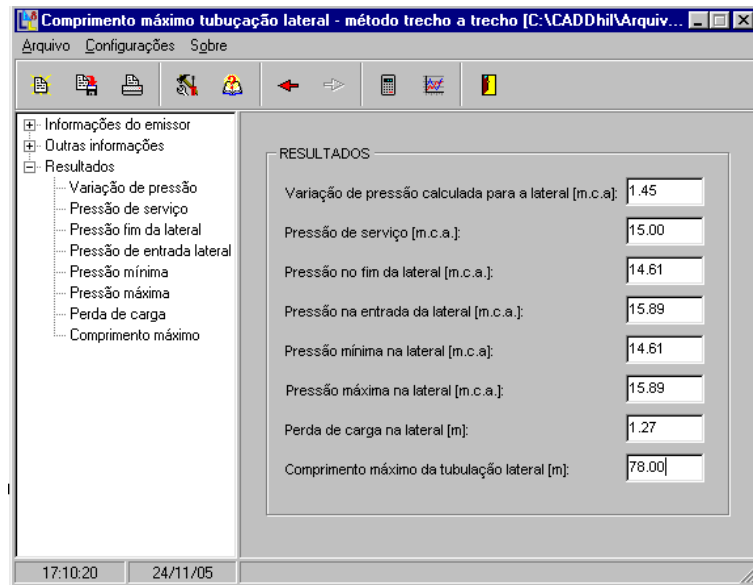 Comprimento máximo tubuçação lateral - método trecho a trecho [C:\CADDhil\Arquiv...
Arquivo Configurações Sobre
Informações do emissor
Outras informações
Resultados
Variação de pressão
Pressão de serviço
Pressão fim da lateral
Pressão de entrada lateral
Pressão mínima
Pressão máxima
Perda de carga
Comprimento máximo
RESULTADOS
Variação de pressão calculada para a lateral [m.c.a]: 1.45
Pressão de serviço [m.c.a.]: 15.00
Pressão no fim da lateral [m.c.a.]: 14.61
Pressão na entrada da lateral [m.c.a.]: 15.89
Pressão mínima na lateral [m.c.a]: 14.61
Pressão máxima na lateral [m.c.a.]: 15.89
Perda de carga na lateral [m]: 1.27
Comprimento máximo da tubulação lateral [m]: 78.00
17:10:20 24/11/05